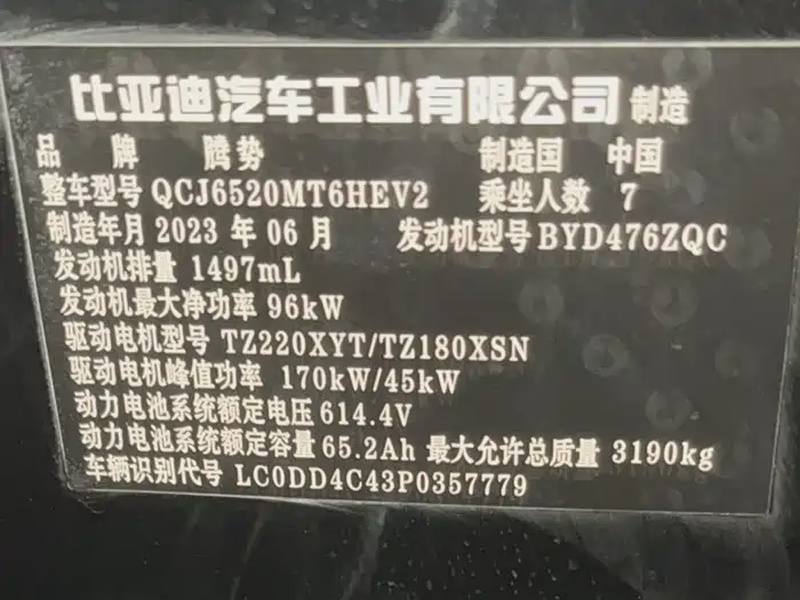 比亚迪汽车工业有限公司 制造
品 牌 腾势 制造国 中国
整车型号 QCJ6520MT6HEV2 乘坐人数 7
制造年月 2023 年 06 月 发动机型号 BYD476ZQC
发动机排量 1497mL
发动机最大净功率 96kW
驱动电机型号 TZ220XYT/TZ180XSN
驱动电机峰值功率 170kW/45kW
动力电池系统额定电压 614.4V
动力电池系统额定容量 65.2Ah 最大允许总质量 3190kg
车辆识别代号 LC0DD4C43P0357779